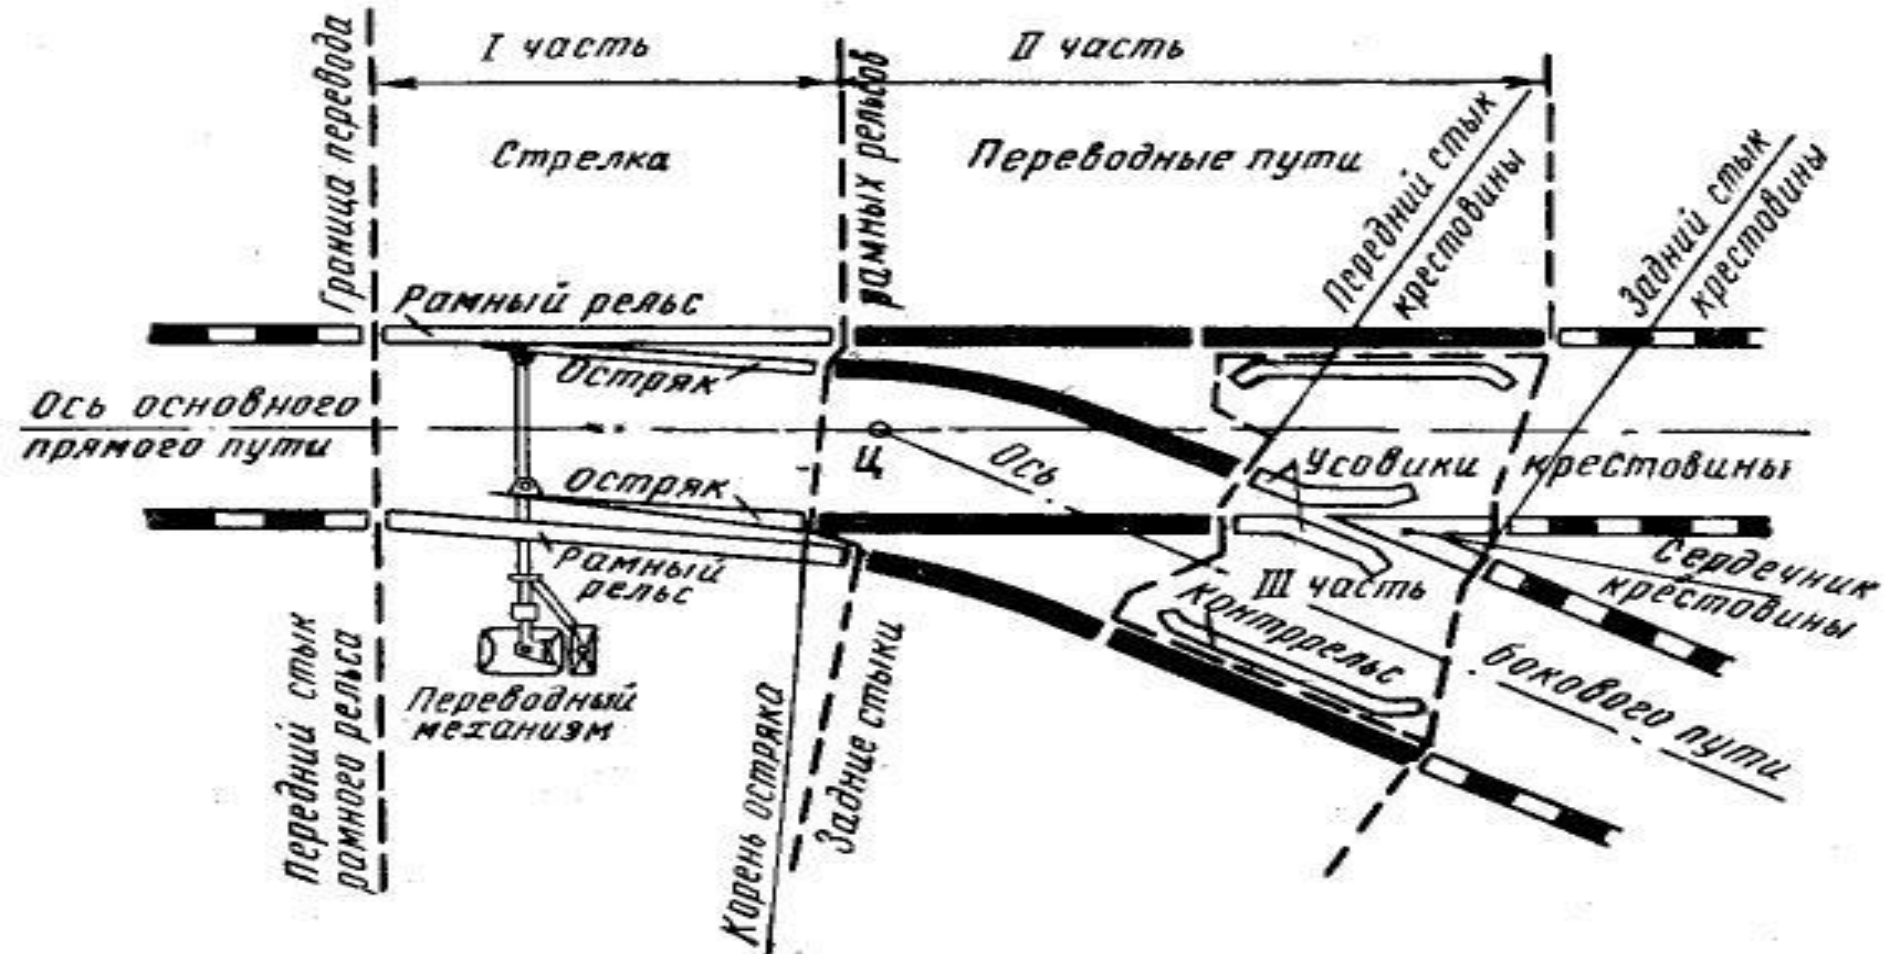 I часть
II часть
Граница перевода
Стрелка
рамных рельсов
Переводные пути
Передний стык
крестовины
Задний стык
крестовины
Рамный рельс
Остряк
Ось основного
прямого пути
Ц
Ось
Усовики крестовины
Остряк
Рамный
рельс
III часть
Сердечник
крестовины
контррельс
бокового пути
Переводный
механизм
Передний стык
рамного рельса
Корень остряка
Задние стыки